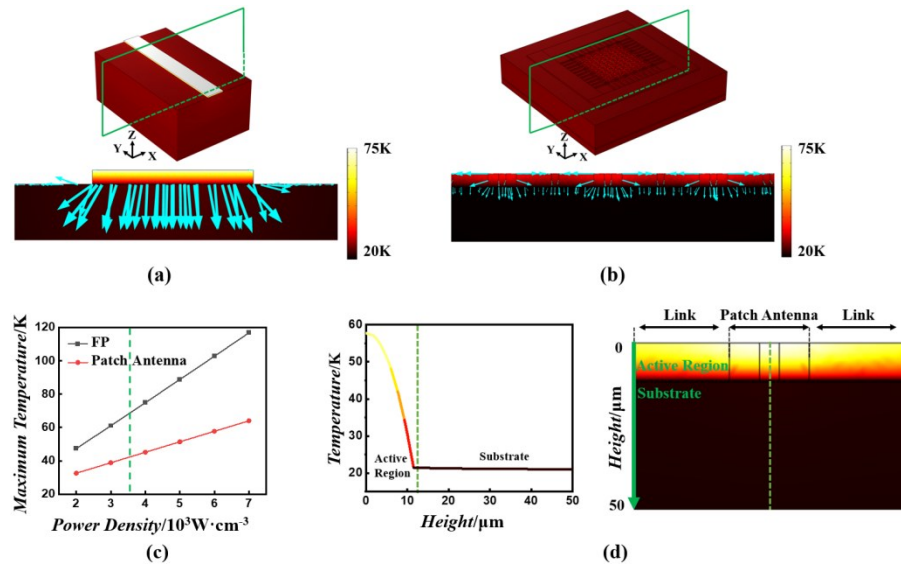 Z
Y
X
75K
20K
(a)
Z
Y
X
75K
20K
(b)
Maximum Temperature/K
120
100
80
60
40
20
FP
Patch Antenna
2 3 4 5 6 7
Power Density/10³W·cm⁻³
(c)
Temperature/K
60
50
40
30
20
Active
Region
Substrate
0 10 20 30 40 50
Height/μm
Link Patch Antenna Link
0
Active Region
Substrate
Height/μm
50
(d)